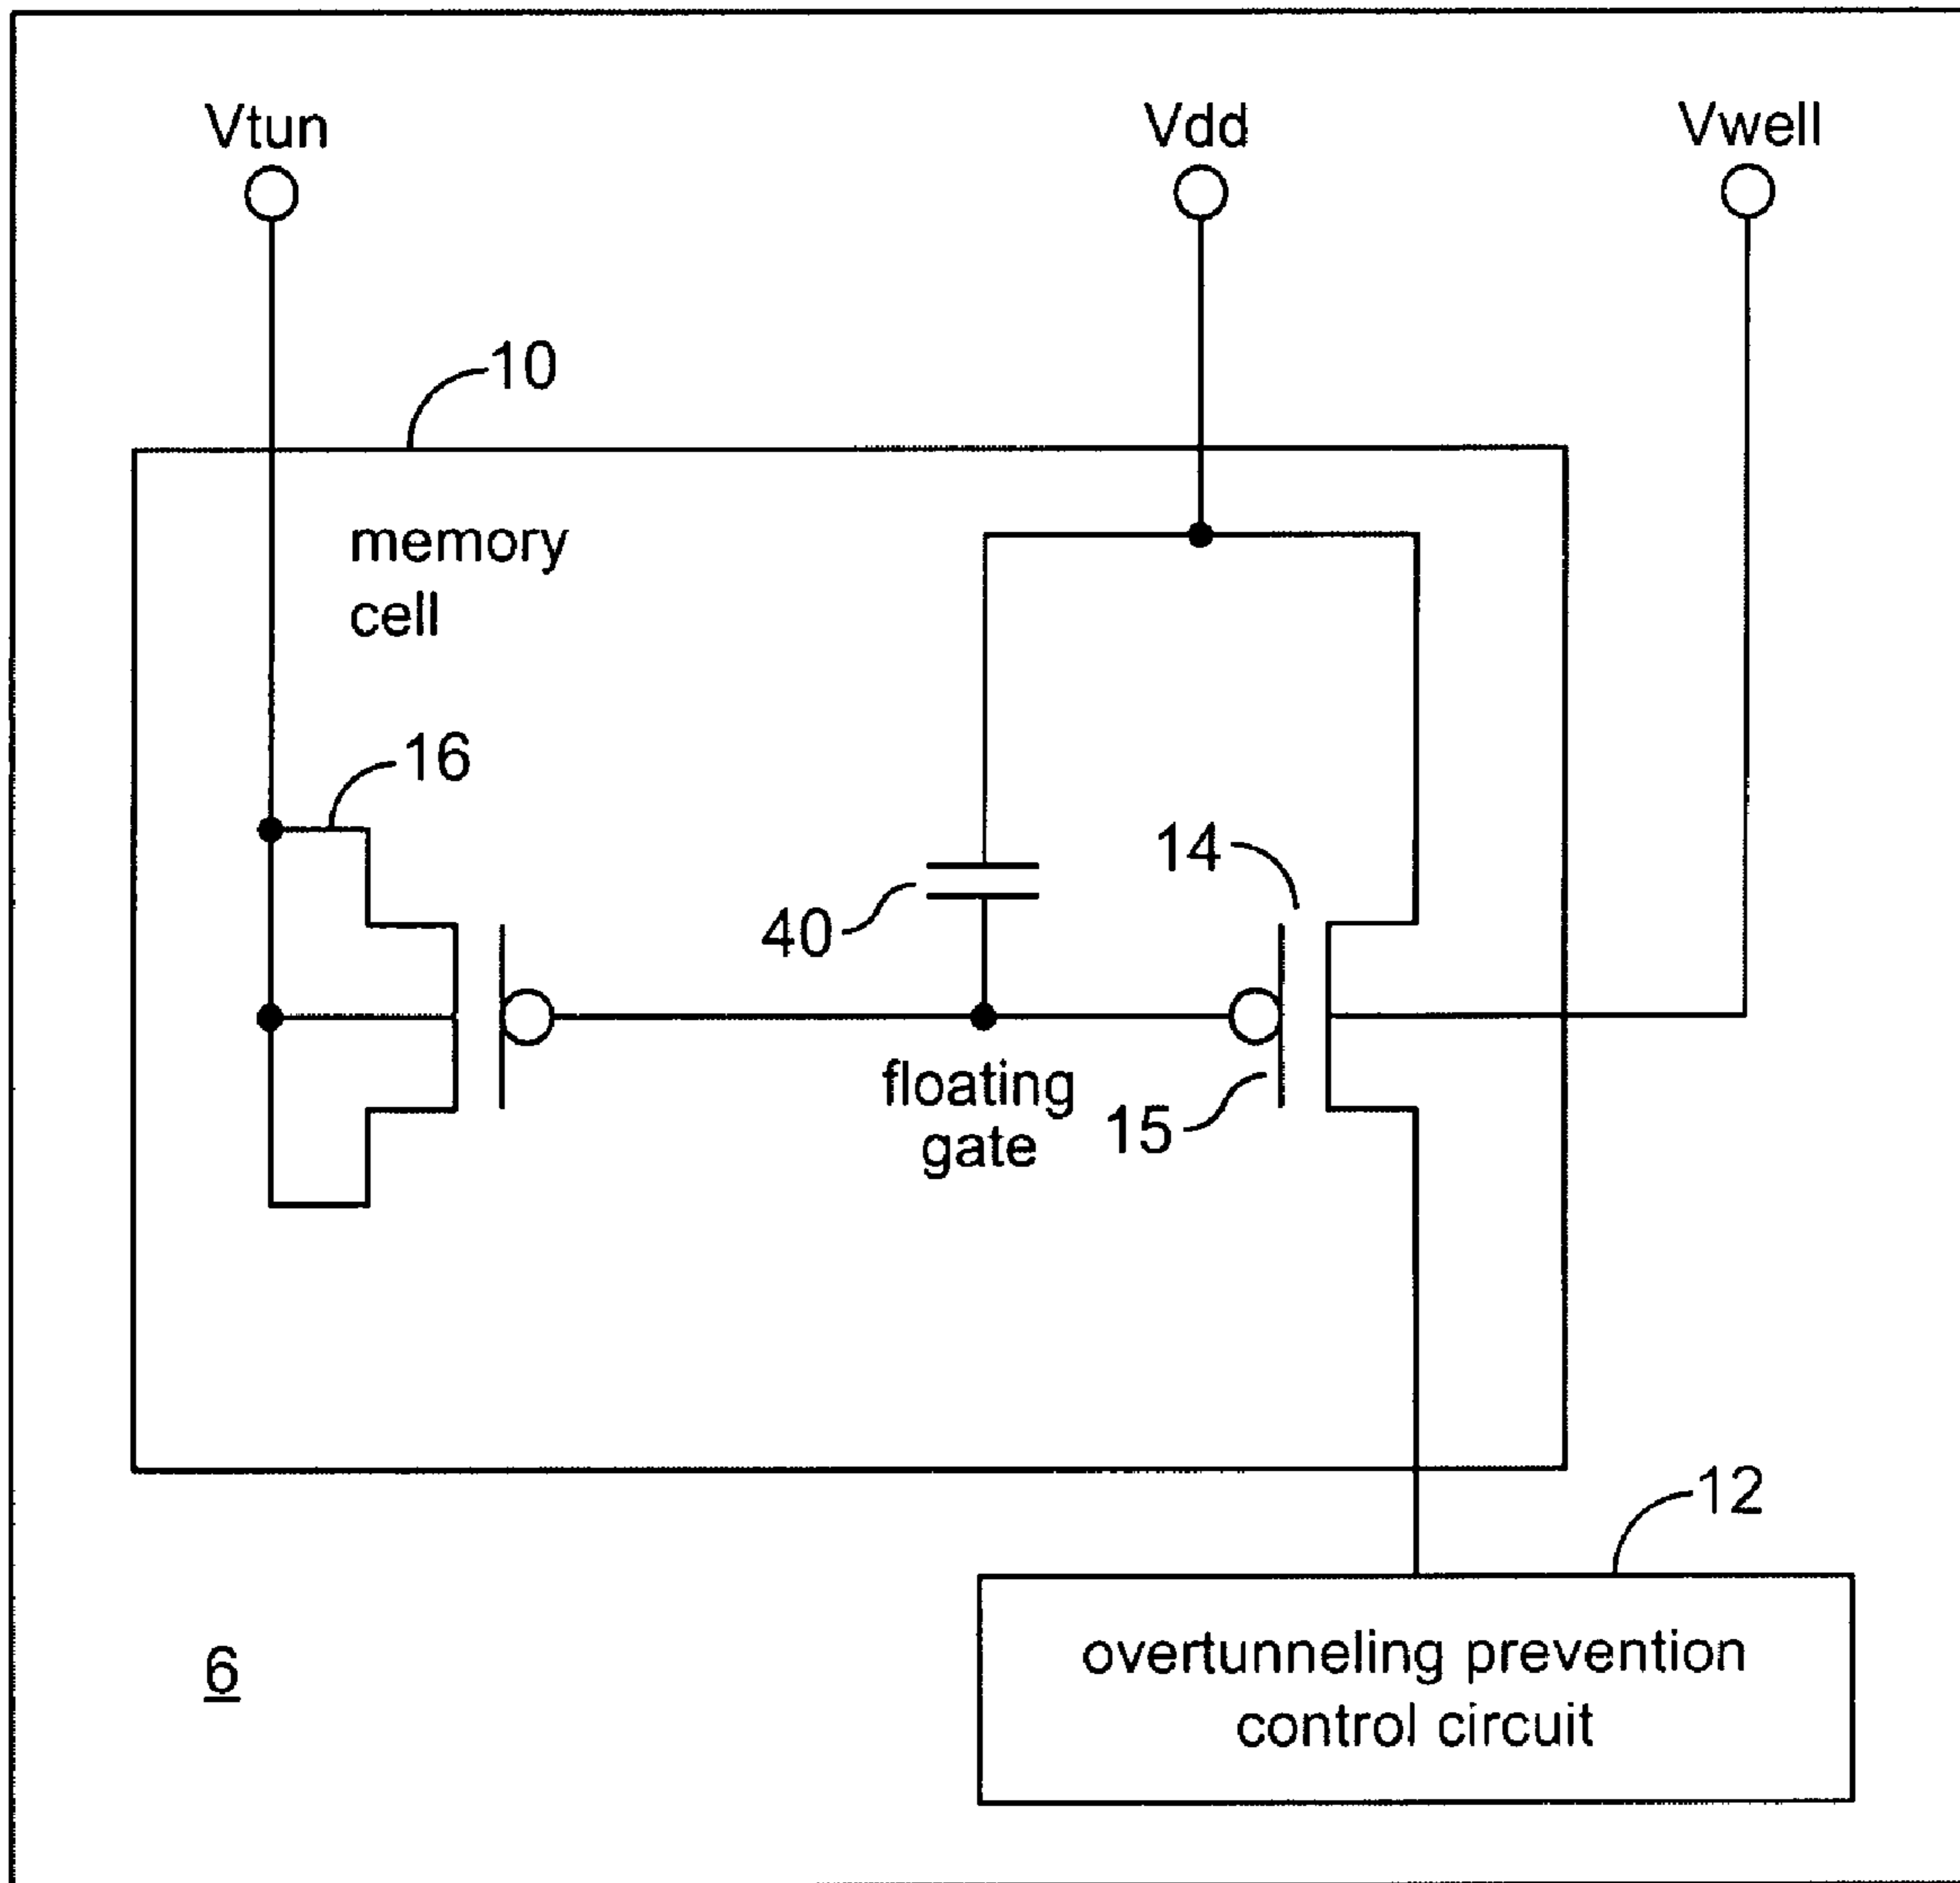 Vtun
Vdd
Vwell
10
memory
cell
16
14
40
floating
gate
15
12
overtunneling prevention
control circuit
6